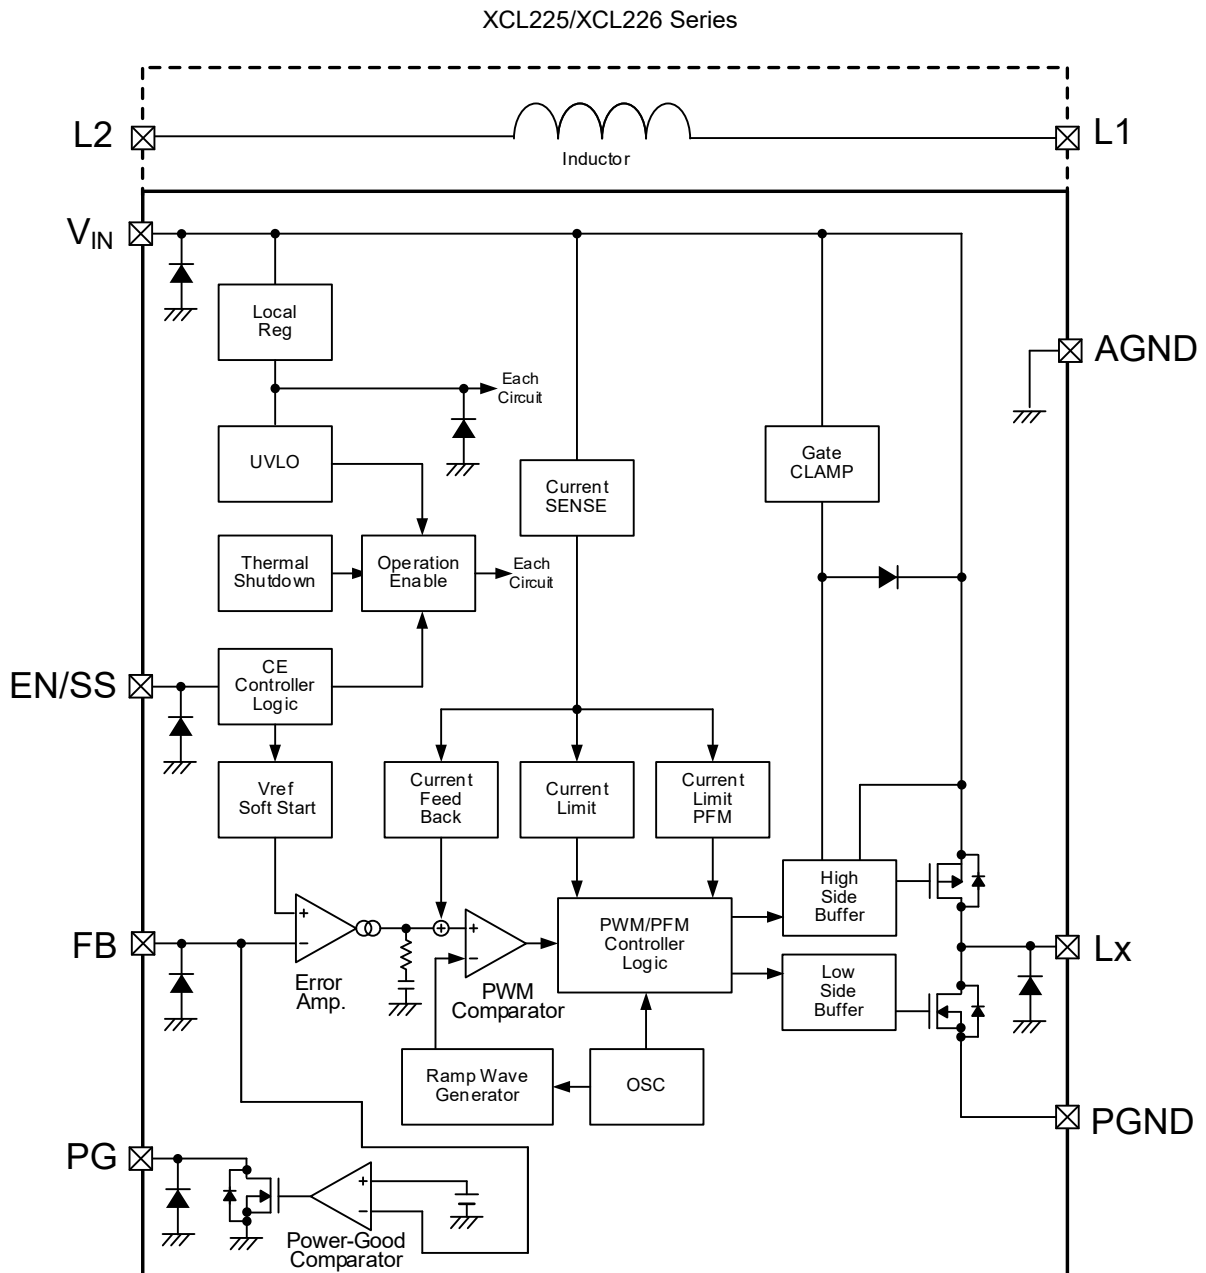 XCL225/XCL226 Series
L2
L1
Inductor
VIN
Local
Reg
AGND
Each
Circuit
UVLO
Gate
CLAMP
Current
SENSE
Thermal
Shutdown
Operation
Enable
Each
Circuit
EN/SS
CE
Controller
Logic
Vref
Soft Start
Current
Feed
Back
Current
Limit
Current
Limit
PFM
High
Side
Buffer
+
−
+
+
−
PWM/PFM
Controller
Logic
FB
Lx
Error
Amp.
PWM
Comparator
Low
Side
Buffer
Ramp Wave
Generator
OSC
PGND
PG
+
−
Power-Good
Comparator